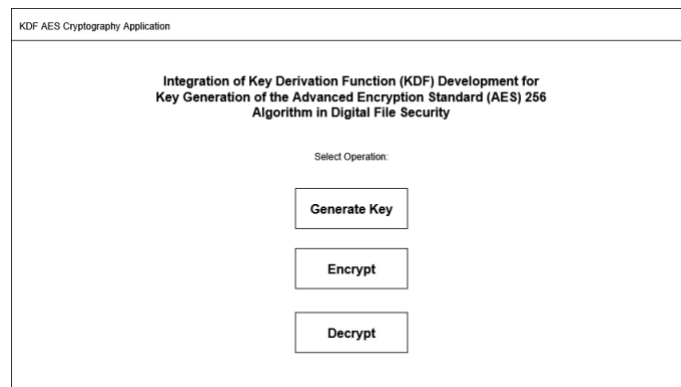 KDF AES Cryptography Application
Integration of Key Derivation Function (KDF) Development for
Key Generation of the Advanced Encryption Standard (AES) 256
Algorithm in Digital File Security
Select Operation:
Generate Key
Encrypt
Decrypt